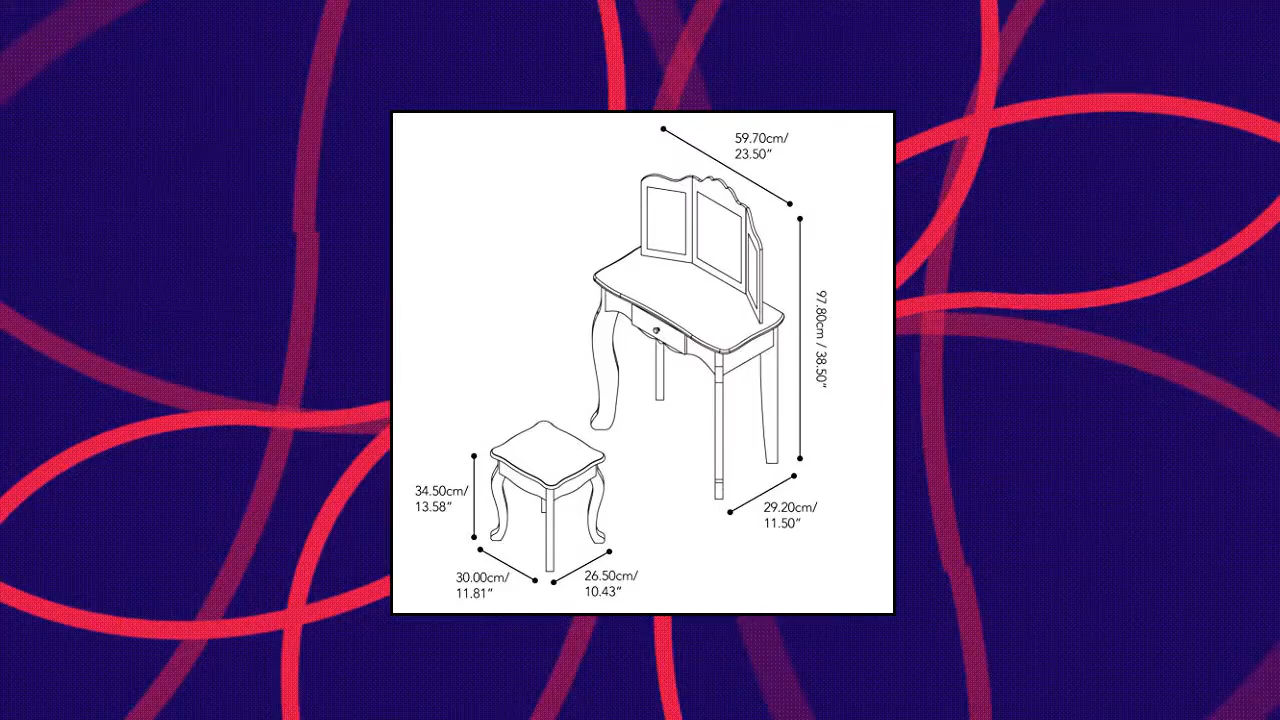 59.70cm/
23.50”
97.80cm / 38.50”
34.50cm/
13.58”
29.20cm/
11.50”
30.00cm/
11.81”
26.50cm/
10.43”